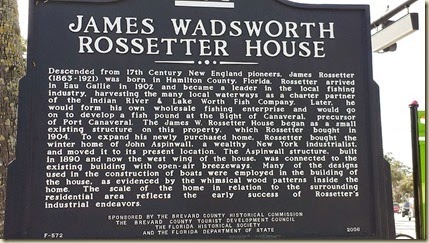 JAMES WADSWORTH
ROSSETTER HOUSE
Descended from 17th Century New England pioneers, James Rossetter
(1863-1921) was born in Hamilton County, Florida. Rossetter arrived
in Eau Gallie in 1902 and became a leader in the local fishing
industry, harvesting the many local waterways as a charter partner
of the Indian River & Lake Worth Fish Company. Later, he
would form his own wholesale fishing enterprise and would go
on to develop a fish pound at the Bight of Canaveral, precursor
of Port Canaveral. The James W. Rossetter House began as a small
existing structure on this property, which Rossetter bought in
1904. To expand his newly purchased home, Rossetter bought the
winter home of John Aspinwall, a wealthy New York industrialist,
and moved it to its present location. The Aspinwall structure, built
in 1890 and now the west wing of the house, was connected to the
existing building with open-air breezeways. Many of the designs
used in the construction of boats were employed in the building of
the house, as evidenced by the whimsical wood patterns inside the
home. The scale of the home in relation to the surrounding
residential area reflects the early success of Rossetter's
industrial endeavors.
SPONSORED BY THE BREVARD COUNTY HISTORICAL COMMISSION
THE BREVARD COUNTY TOURIST DEVELOPMENT COUNCIL
THE FLORIDA HISTORICAL SOCIETY
AND THE FLORIDA DEPARTMENT OF STATE
F-572 2006